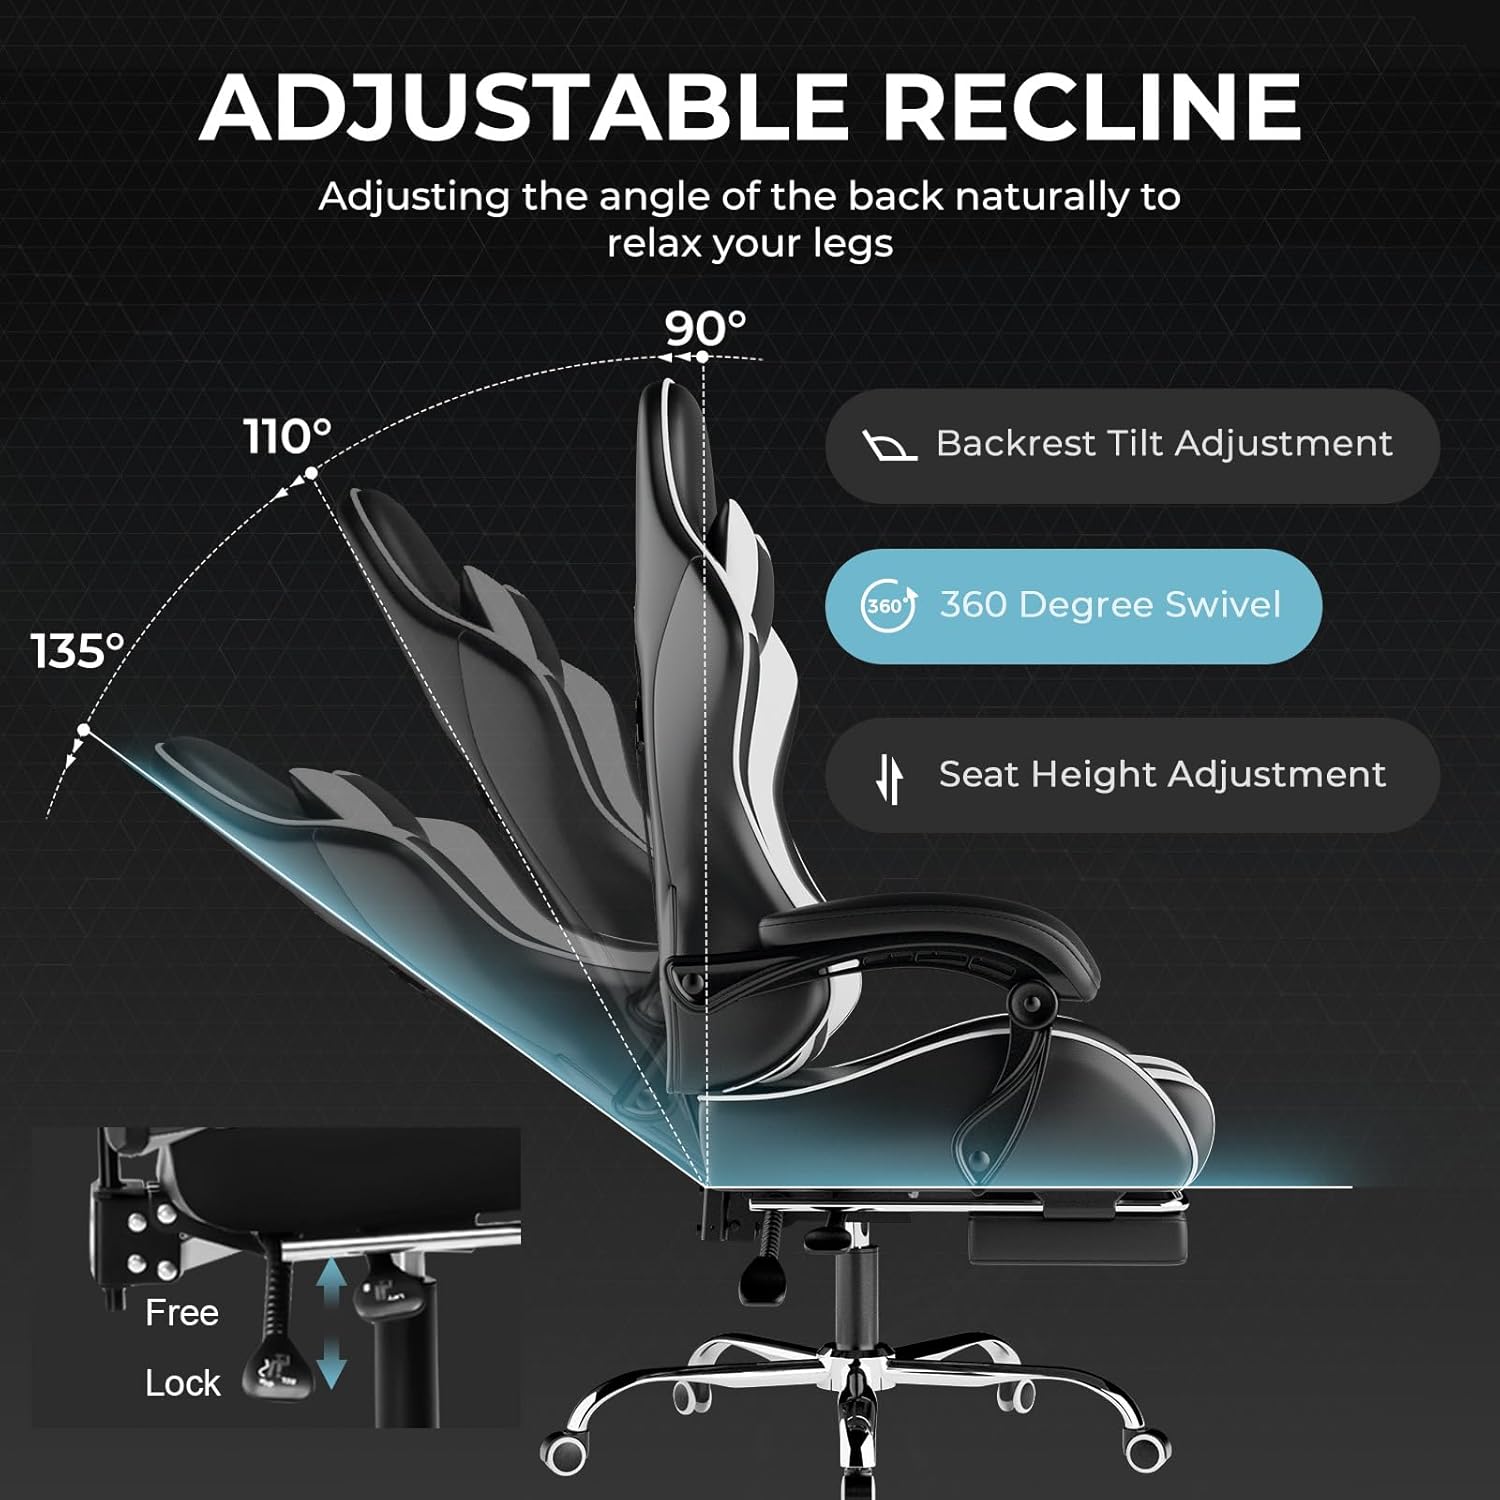 ADJUSTABLE RECLINE
Adjusting the angle of the back naturally to
relax your legs
90°
110°
135°
Backrest Tilt Adjustment
360° 360 Degree Swivel
Seat Height Adjustment
Free
Lock